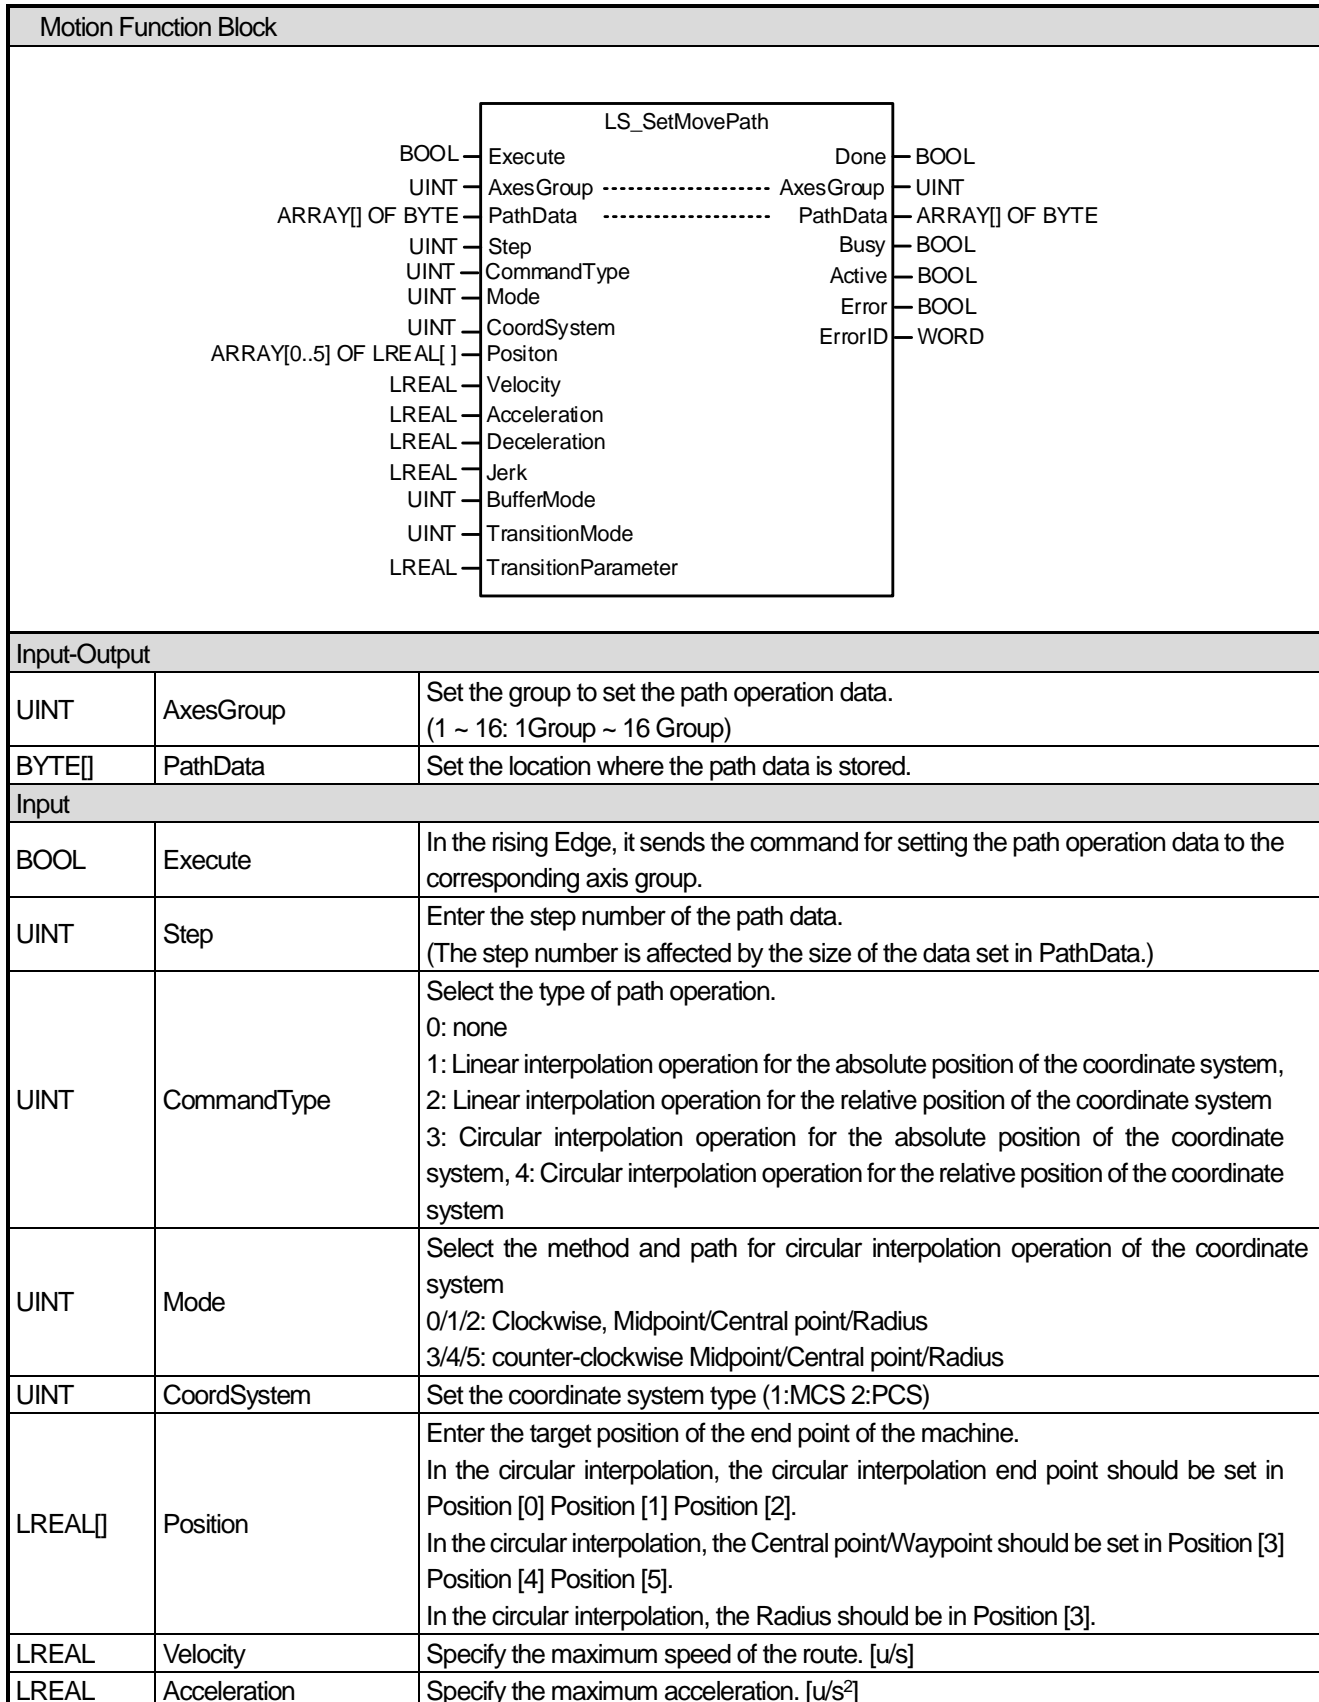 Motion Function Block
LS_SetMovePath
BOOL Execute Done BOOL
UINT AxesGroup AxesGroup UINT
ARRAY[] OF BYTE PathData PathData ARRAY[] OF BYTE
UINT Step Busy BOOL
UINT CommandType Active BOOL
UINT Mode Error BOOL
UINT CoordSystem ErrorID WORD
ARRAY[0..5] OF LREAL[ ] Positon
LREAL Velocity
LREAL Acceleration
LREAL Deceleration
LREAL Jerk
UINT BufferMode
UINT TransitionMode
LREAL TransitionParameter
Input-Output
UINT AxesGroup Set the group to set the path operation data.
(1 ~ 16: 1Group ~ 16 Group)
BYTE[] PathData Set the location where the path data is stored.
Input
BOOL Execute In the rising Edge, it sends the command for setting the path operation data to the
corresponding axis group.
UINT Step Enter the step number of the path data.
(The step number is affected by the size of the data set in PathData.)
UINT CommandType Select the type of path operation.
0: none
1: Linear interpolation operation for the absolute position of the coordinate system,
2: Linear interpolation operation for the relative position of the coordinate system
3: Circular interpolation operation for the absolute position of the coordinate
system, 4: Circular interpolation operation for the relative position of the coordinate
system
UINT Mode Select the method and path for circular interpolation operation of the coordinate
system
0/1/2: Clockwise, Midpoint/Central point/Radius
3/4/5: counter-clockwise Midpoint/Central point/Radius
UINT CoordSystem Set the coordinate system type (1:MCS 2:PCS)
LREAL[] Position Enter the target position of the end point of the machine.
In the circular interpolation, the circular interpolation end point should be set in
Position [0] Position [1] Position [2].
In the circular interpolation, the Central point/Waypoint should be set in Position [3]
Position [4] Position [5].
In the circular interpolation, the Radius should be in Position [3].
LREAL Velocity Specify the maximum speed of the route. [u/s]
LREAL Acceleration Specify the maximum acceleration. [u/s²]